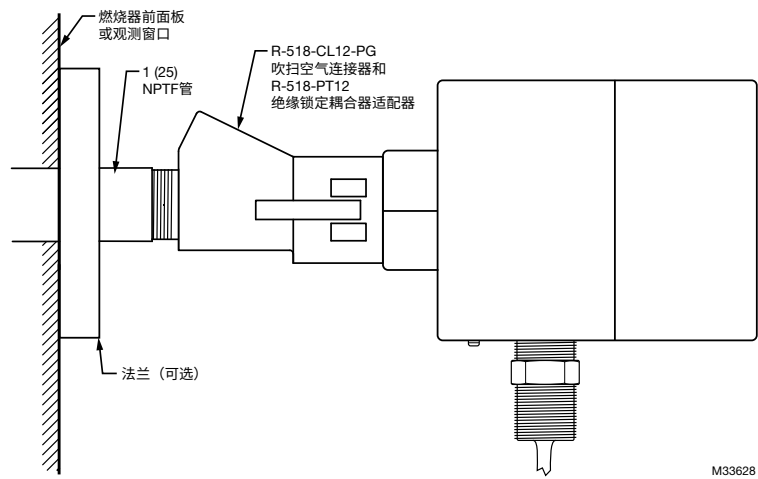 燃烧器前面板
或观测窗口
R-518-CL12-PG
吹扫空气连接器和
R-518-PT12
绝缘锁定耦合器适配器
1 (25)
NPTF管
法兰（可选）
M33628